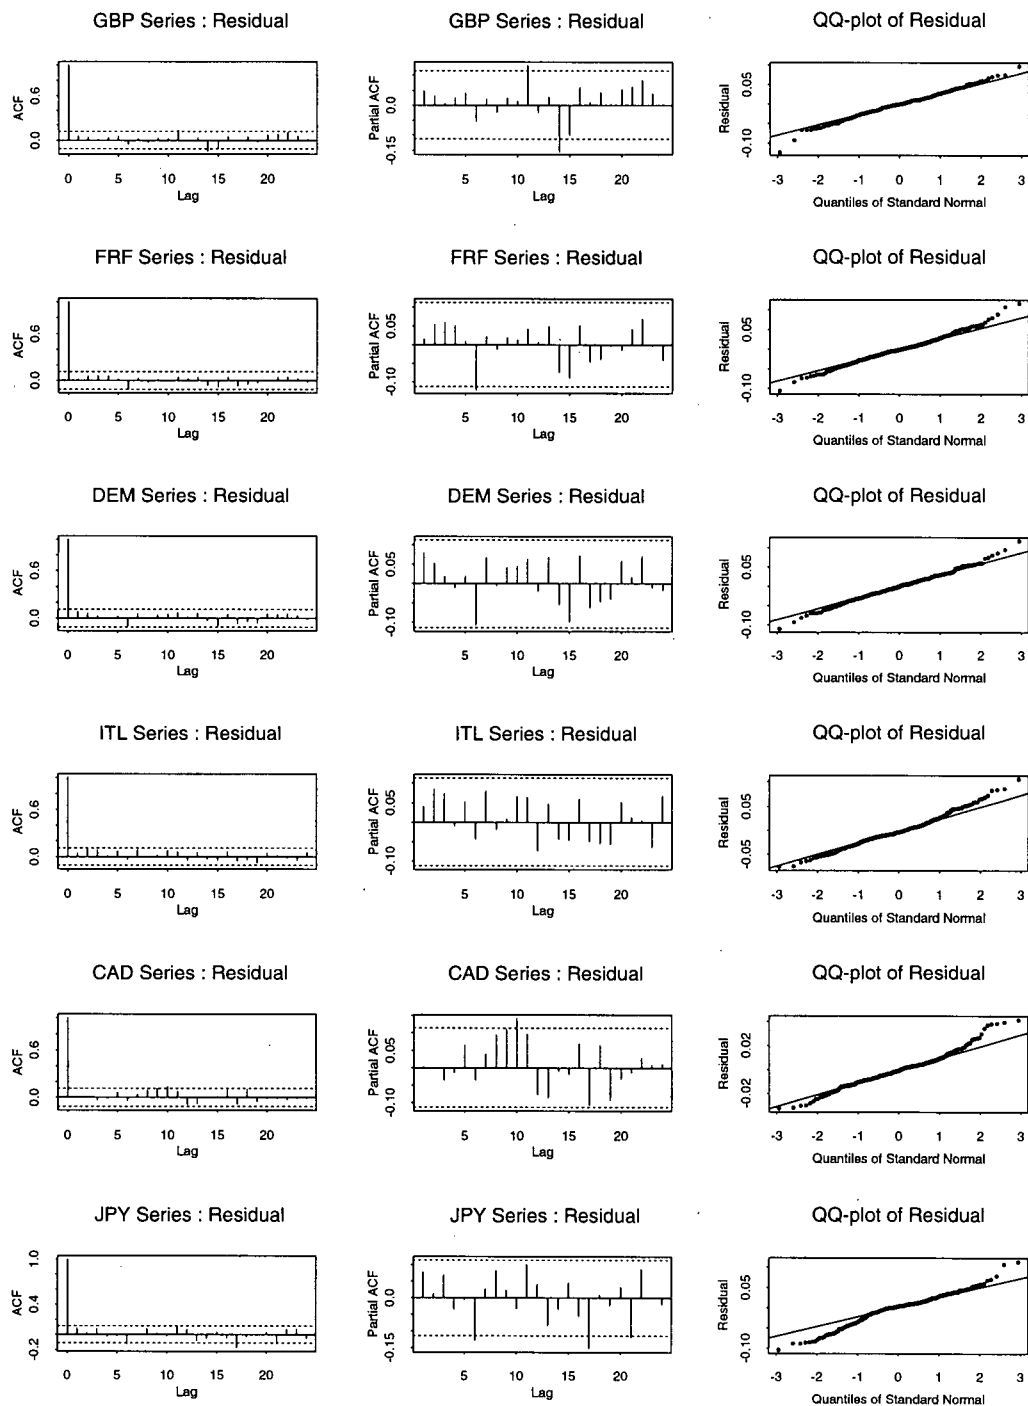 GBP Series : Residual
GBP Series : Residual
QQ-plot of Residual
ACF
0.0 0.6
0 5 10 15 20
Lag
Partial ACF
-0.15 0.0
5 10 15 20
Lag
Residual
-0.10 0.05
-3 -2 -1 0 1 2 3
Quantiles of Standard Normal
FRF Series : Residual
FRF Series : Residual
QQ-plot of Residual
ACF
0.0 0.6
0 5 10 15 20
Lag
Partial ACF
-0.10 0.05
5 10 15 20
Lag
Residual
-0.10 0.05
-3 -2 -1 0 1 2 3
Quantiles of Standard Normal
DEM Series : Residual
DEM Series : Residual
QQ-plot of Residual
ACF
0.0 0.6
0 5 10 15 20
Lag
Partial ACF
-0.10 0.05
5 10 15 20
Lag
Residual
-0.10 0.05
-3 -2 -1 0 1 2 3
Quantiles of Standard Normal
ITL Series : Residual
ITL Series : Residual
QQ-plot of Residual
ACF
0.0 0.6
0 5 10 15 20
Lag
Partial ACF
-0.10 0.05
5 10 15 20
Lag
Residual
-0.05 0.05
-3 -2 -1 0 1 2 3
Quantiles of Standard Normal
CAD Series : Residual
CAD Series : Residual
QQ-plot of Residual
ACF
0.0 0.6
0 5 10 15 20
Lag
Partial ACF
-0.10 0.05
5 10 15 20
Lag
Residual
-0.02 0.02
-3 -2 -1 0 1 2 3
Quantiles of Standard Normal
JPY Series : Residual
JPY Series : Residual
QQ-plot of Residual
ACF
-0.2 0.4 1.0
0 5 10 15 20
Lag
Partial ACF
-0.15 0.0
5 10 15 20
Lag
Residual
-0.10 0.05
-3 -2 -1 0 1 2 3
Quantiles of Standard Normal